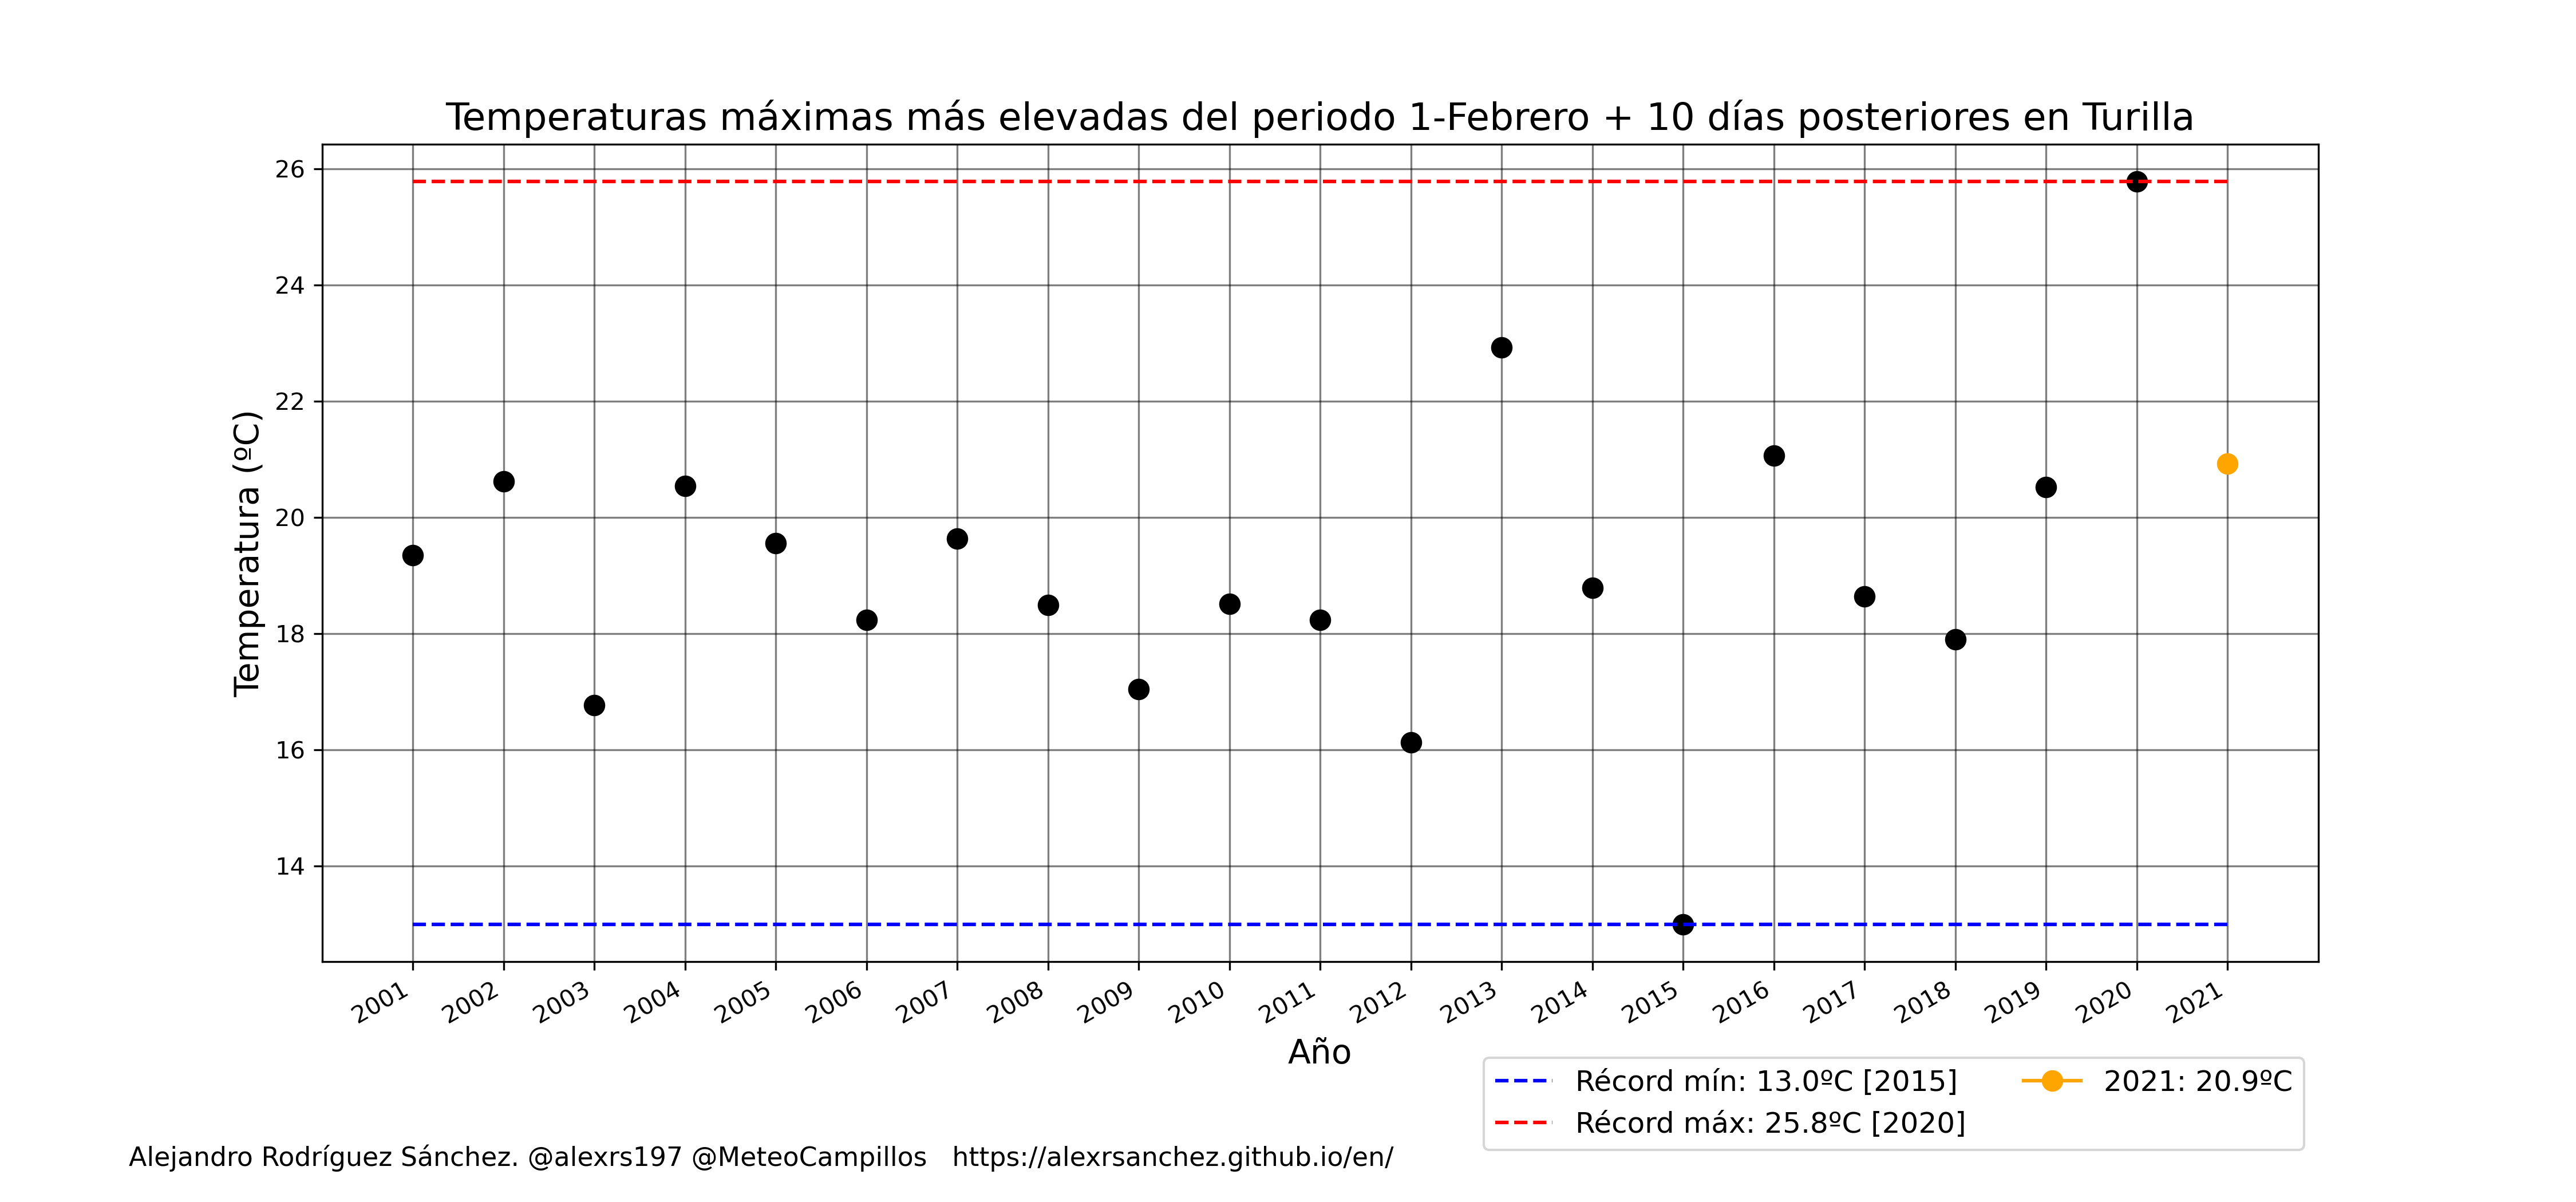 Temperaturas máximas más elevadas del periodo 1-Febrero + 10 días posteriores en Turilla
Temperatura (ºC)
26
24
22
20
18
16
14
2001 2002 2003 2004 2005 2006 2007 2008 2009 2010 2011 2012 2013 2014 2015 2016 2017 2018 2019 2020 2021
Año
Récord mín: 13.0ºC [2015]
Récord máx: 25.8ºC [2020]
2021: 20.9ºC
Alejandro Rodríguez Sánchez. @alexrs197 @MeteoCampillos https://alexrsanchez.github.io/en/